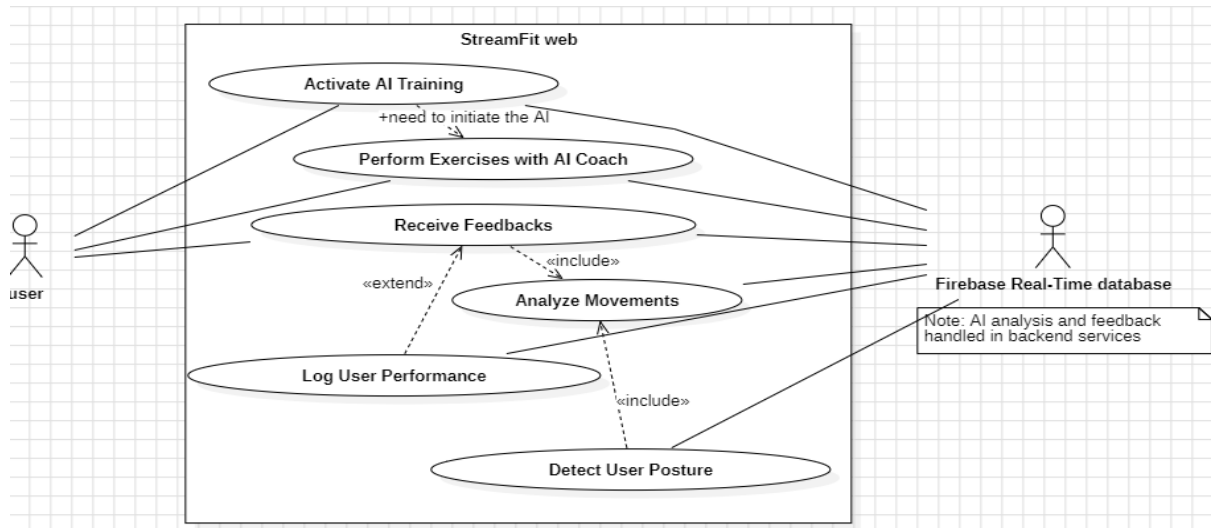 StreamFit web
Activate AI Training
+need to initiate the AI
Perform Exercises with AI Coach
Receive Feedbacks
«include»
«extend»
Analyze Movements
user
Firebase Real-Time database
Note: AI analysis and feedback
handled in backend services
Log User Performance
«include»
Detect User Posture